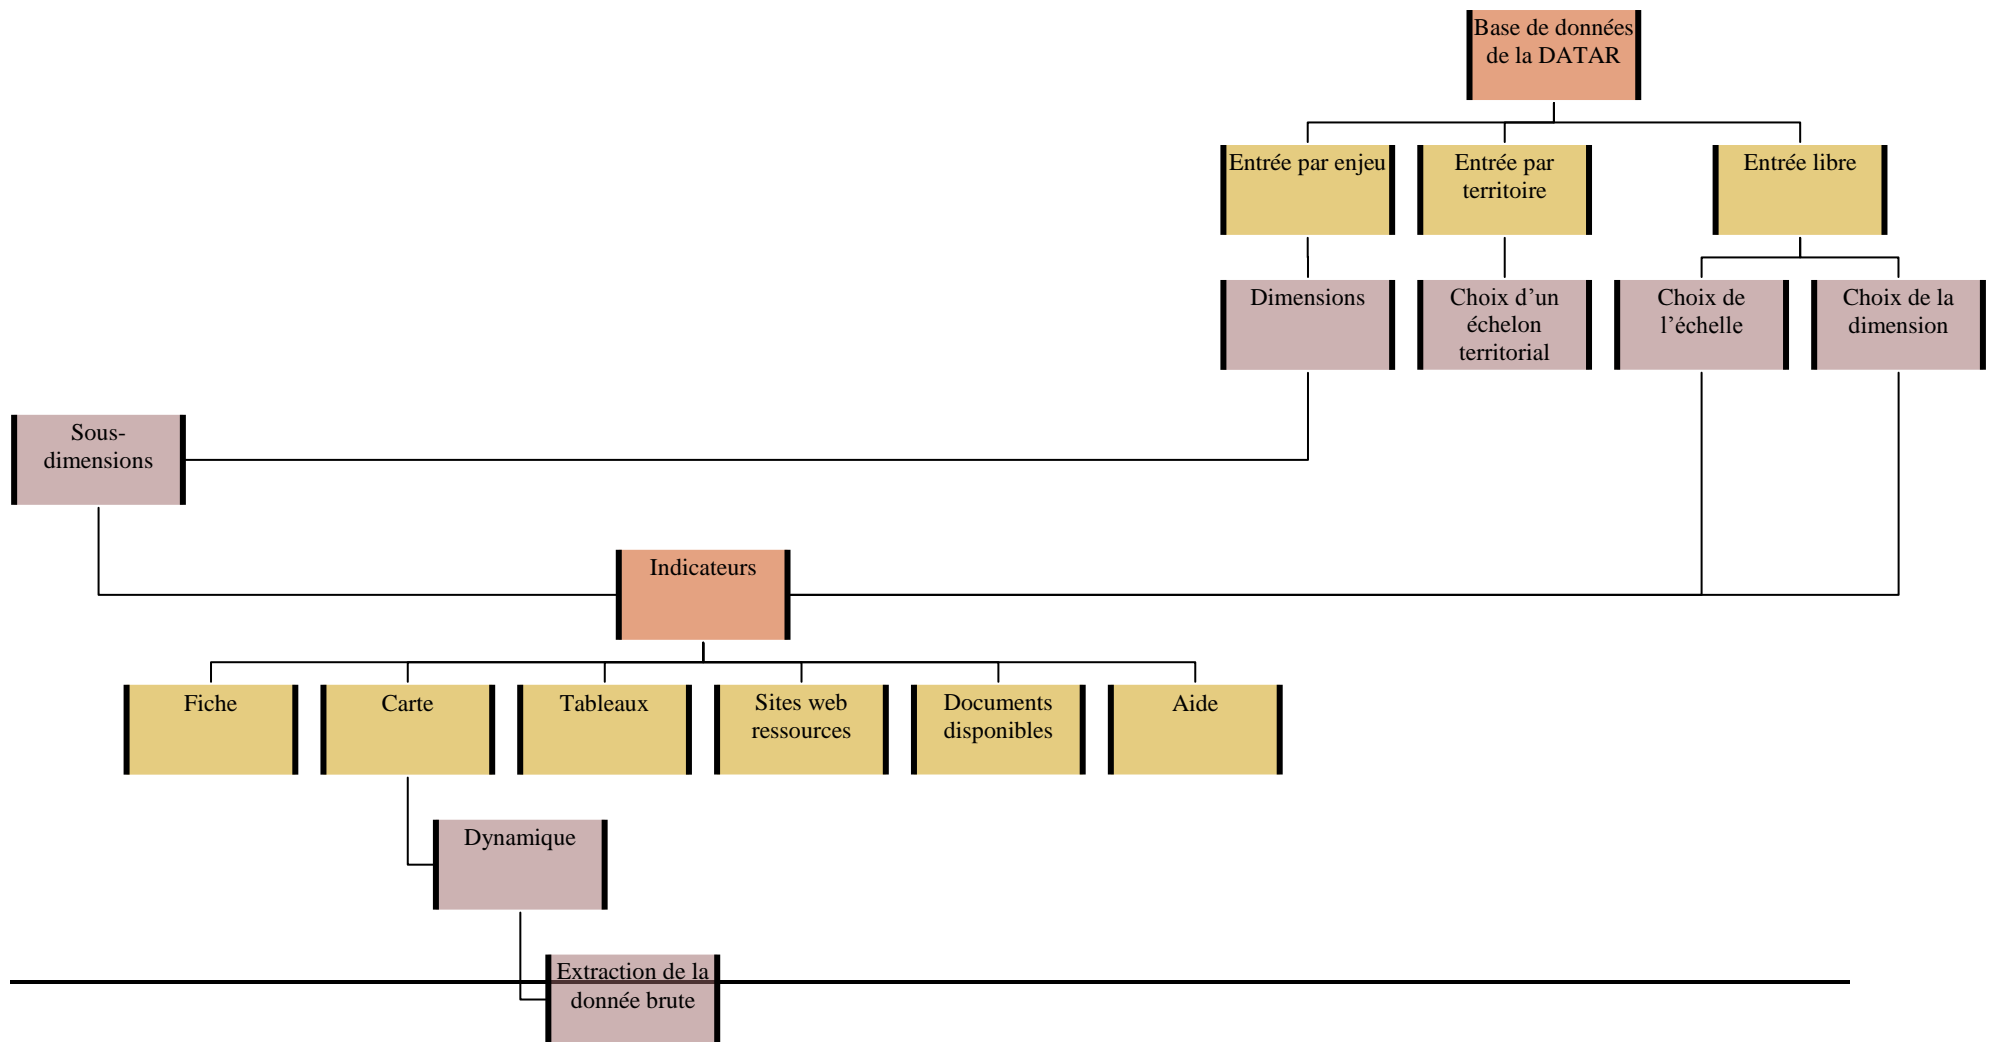 Base de données
de la DATAR
Entrée par enjeu
Entrée par
territoire
Entrée libre
Dimensions
Choix d’un
échelon
territorial
Choix de
l’échelle
Choix de la
dimension
Sous-
dimensions
Indicateurs
Fiche
Carte
Tableaux
Sites web
ressources
Documents
disponibles
Aide
Dynamique
Extraction de la
donnée brute